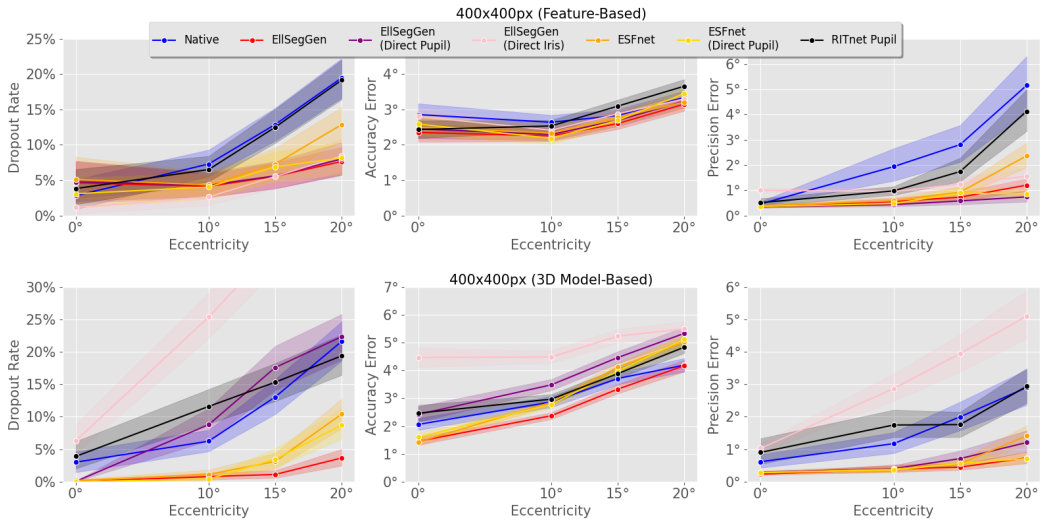 400x400px (Feature-Based)
Native
EllSegGen
EllSegGen
(Direct Pupil)
EllSegGen
(Direct Iris)
ESFnet
ESFnet
(Direct Pupil)
RITnet Pupil
Dropout Rate
25%
20%
15%
10%
5%
0%
0°
10°
15°
20°
Eccentricity
Accuracy Error
4°
3°
2°
1°
0°
0°
10°
15°
20°
Eccentricity
Precision Error
6°
5°
4°
3°
2°
1°
0°
0°
10°
15°
20°
Eccentricity
400x400px (3D Model-Based)
Dropout Rate
30%
25%
20%
15%
10%
5%
0%
0°
10°
15°
20°
Eccentricity
Accuracy Error
7°
6°
5°
4°
3°
2°
1°
0°
0°
10°
15°
20°
Eccentricity
Precision Error
6°
5°
4°
3°
2°
1°
0°
0°
10°
15°
20°
Eccentricity